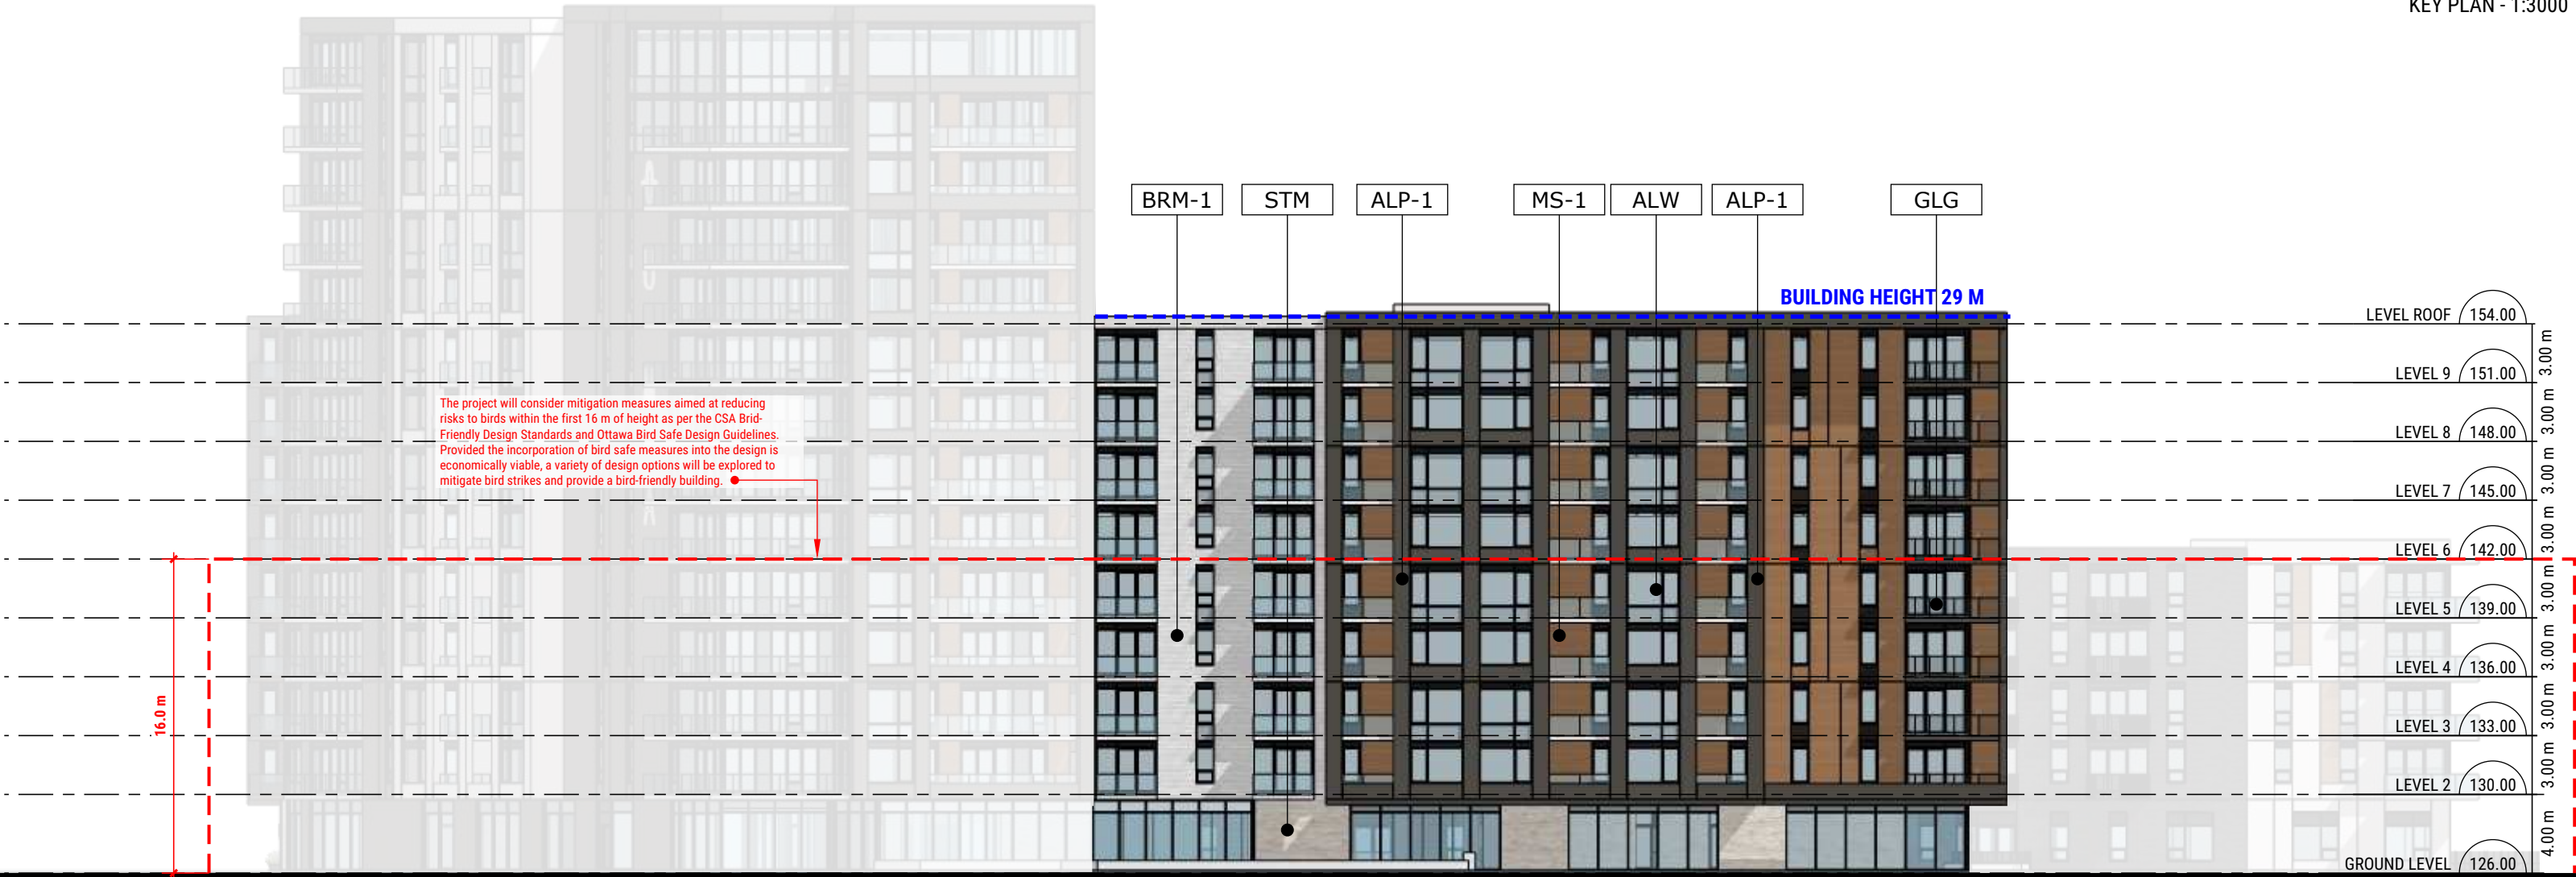 KEY PLAN - 1:3000
BRM-1
STM
ALP-1
MS-1
ALW
ALP-1
GLG
BUILDING HEIGHT 29 M
LEVEL ROOF 154.00
3.00 m
LEVEL 9 151.00
3.00 m
LEVEL 8 148.00
3.00 m
LEVEL 7 145.00
3.00 m
LEVEL 6 142.00
3.00 m
LEVEL 5 139.00
3.00 m
LEVEL 4 136.00
3.00 m
LEVEL 3 133.00
3.00 m
LEVEL 2 130.00
4.00 m
GROUND LEVEL 126.00
The project will consider mitigation measures aimed at reducing
risks to birds within the first 16 m of height as per the CSA Brid-
Friendly Design Standards and Ottawa Bird Safe Design Guidelines.
Provided the incorporation of bird safe measures into the design is
economically viable, a variety of design options will be explored to
mitigate bird strikes and provide a bird-friendly building.
16.0 m